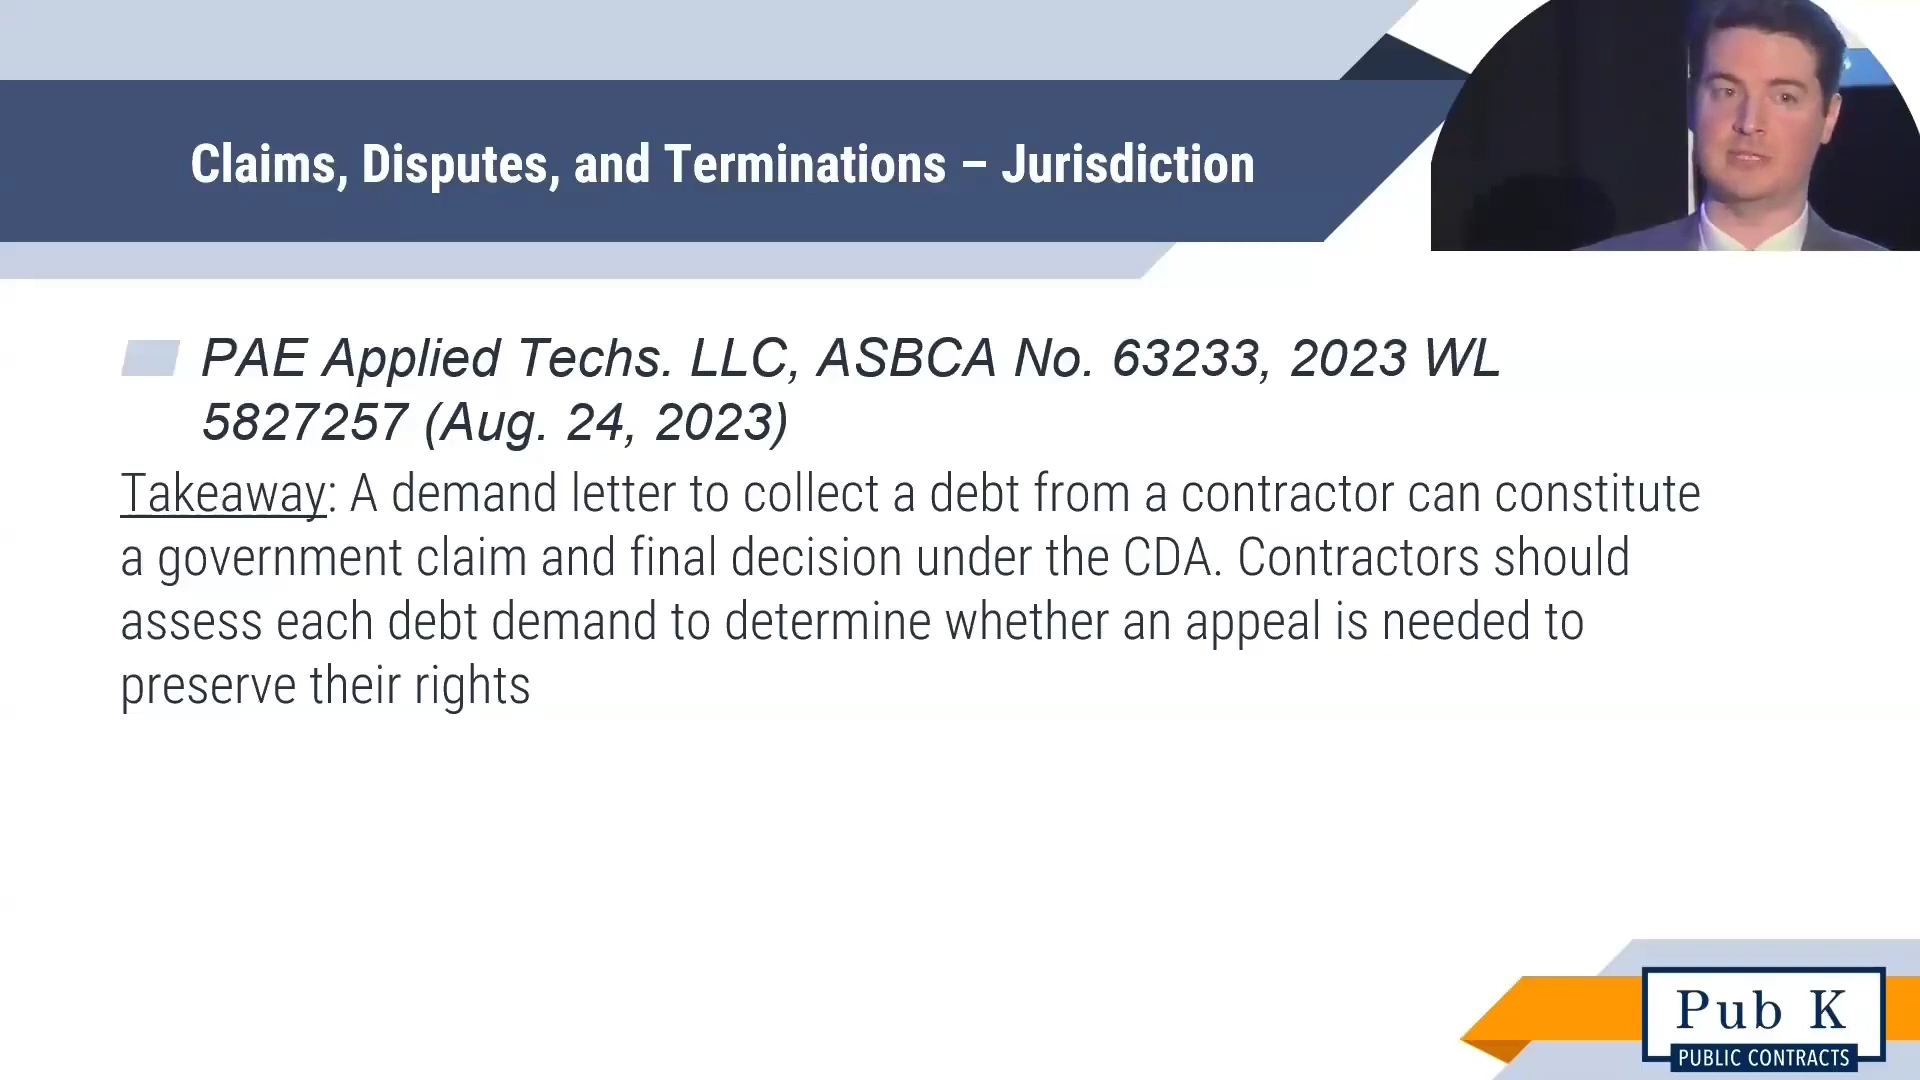 Claims, Disputes, and Terminations – Jurisdiction
PAE Applied Techs. LLC, ASBCA No. 63233, 2023 WL
5827257 (Aug. 24, 2023)
Takeaway: A demand letter to collect a debt from a contractor can constitute
a government claim and final decision under the CDA. Contractors should
assess each debt demand to determine whether an appeal is needed to
preserve their rights
Pub K
PUBLIC CONTRACTS